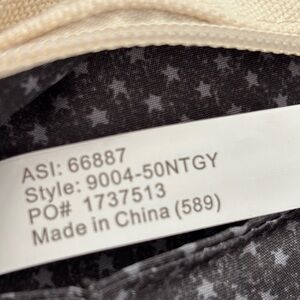 ASI: 66887
Style: 9004-50NTGY
PO# 1737513
Made in China (589)